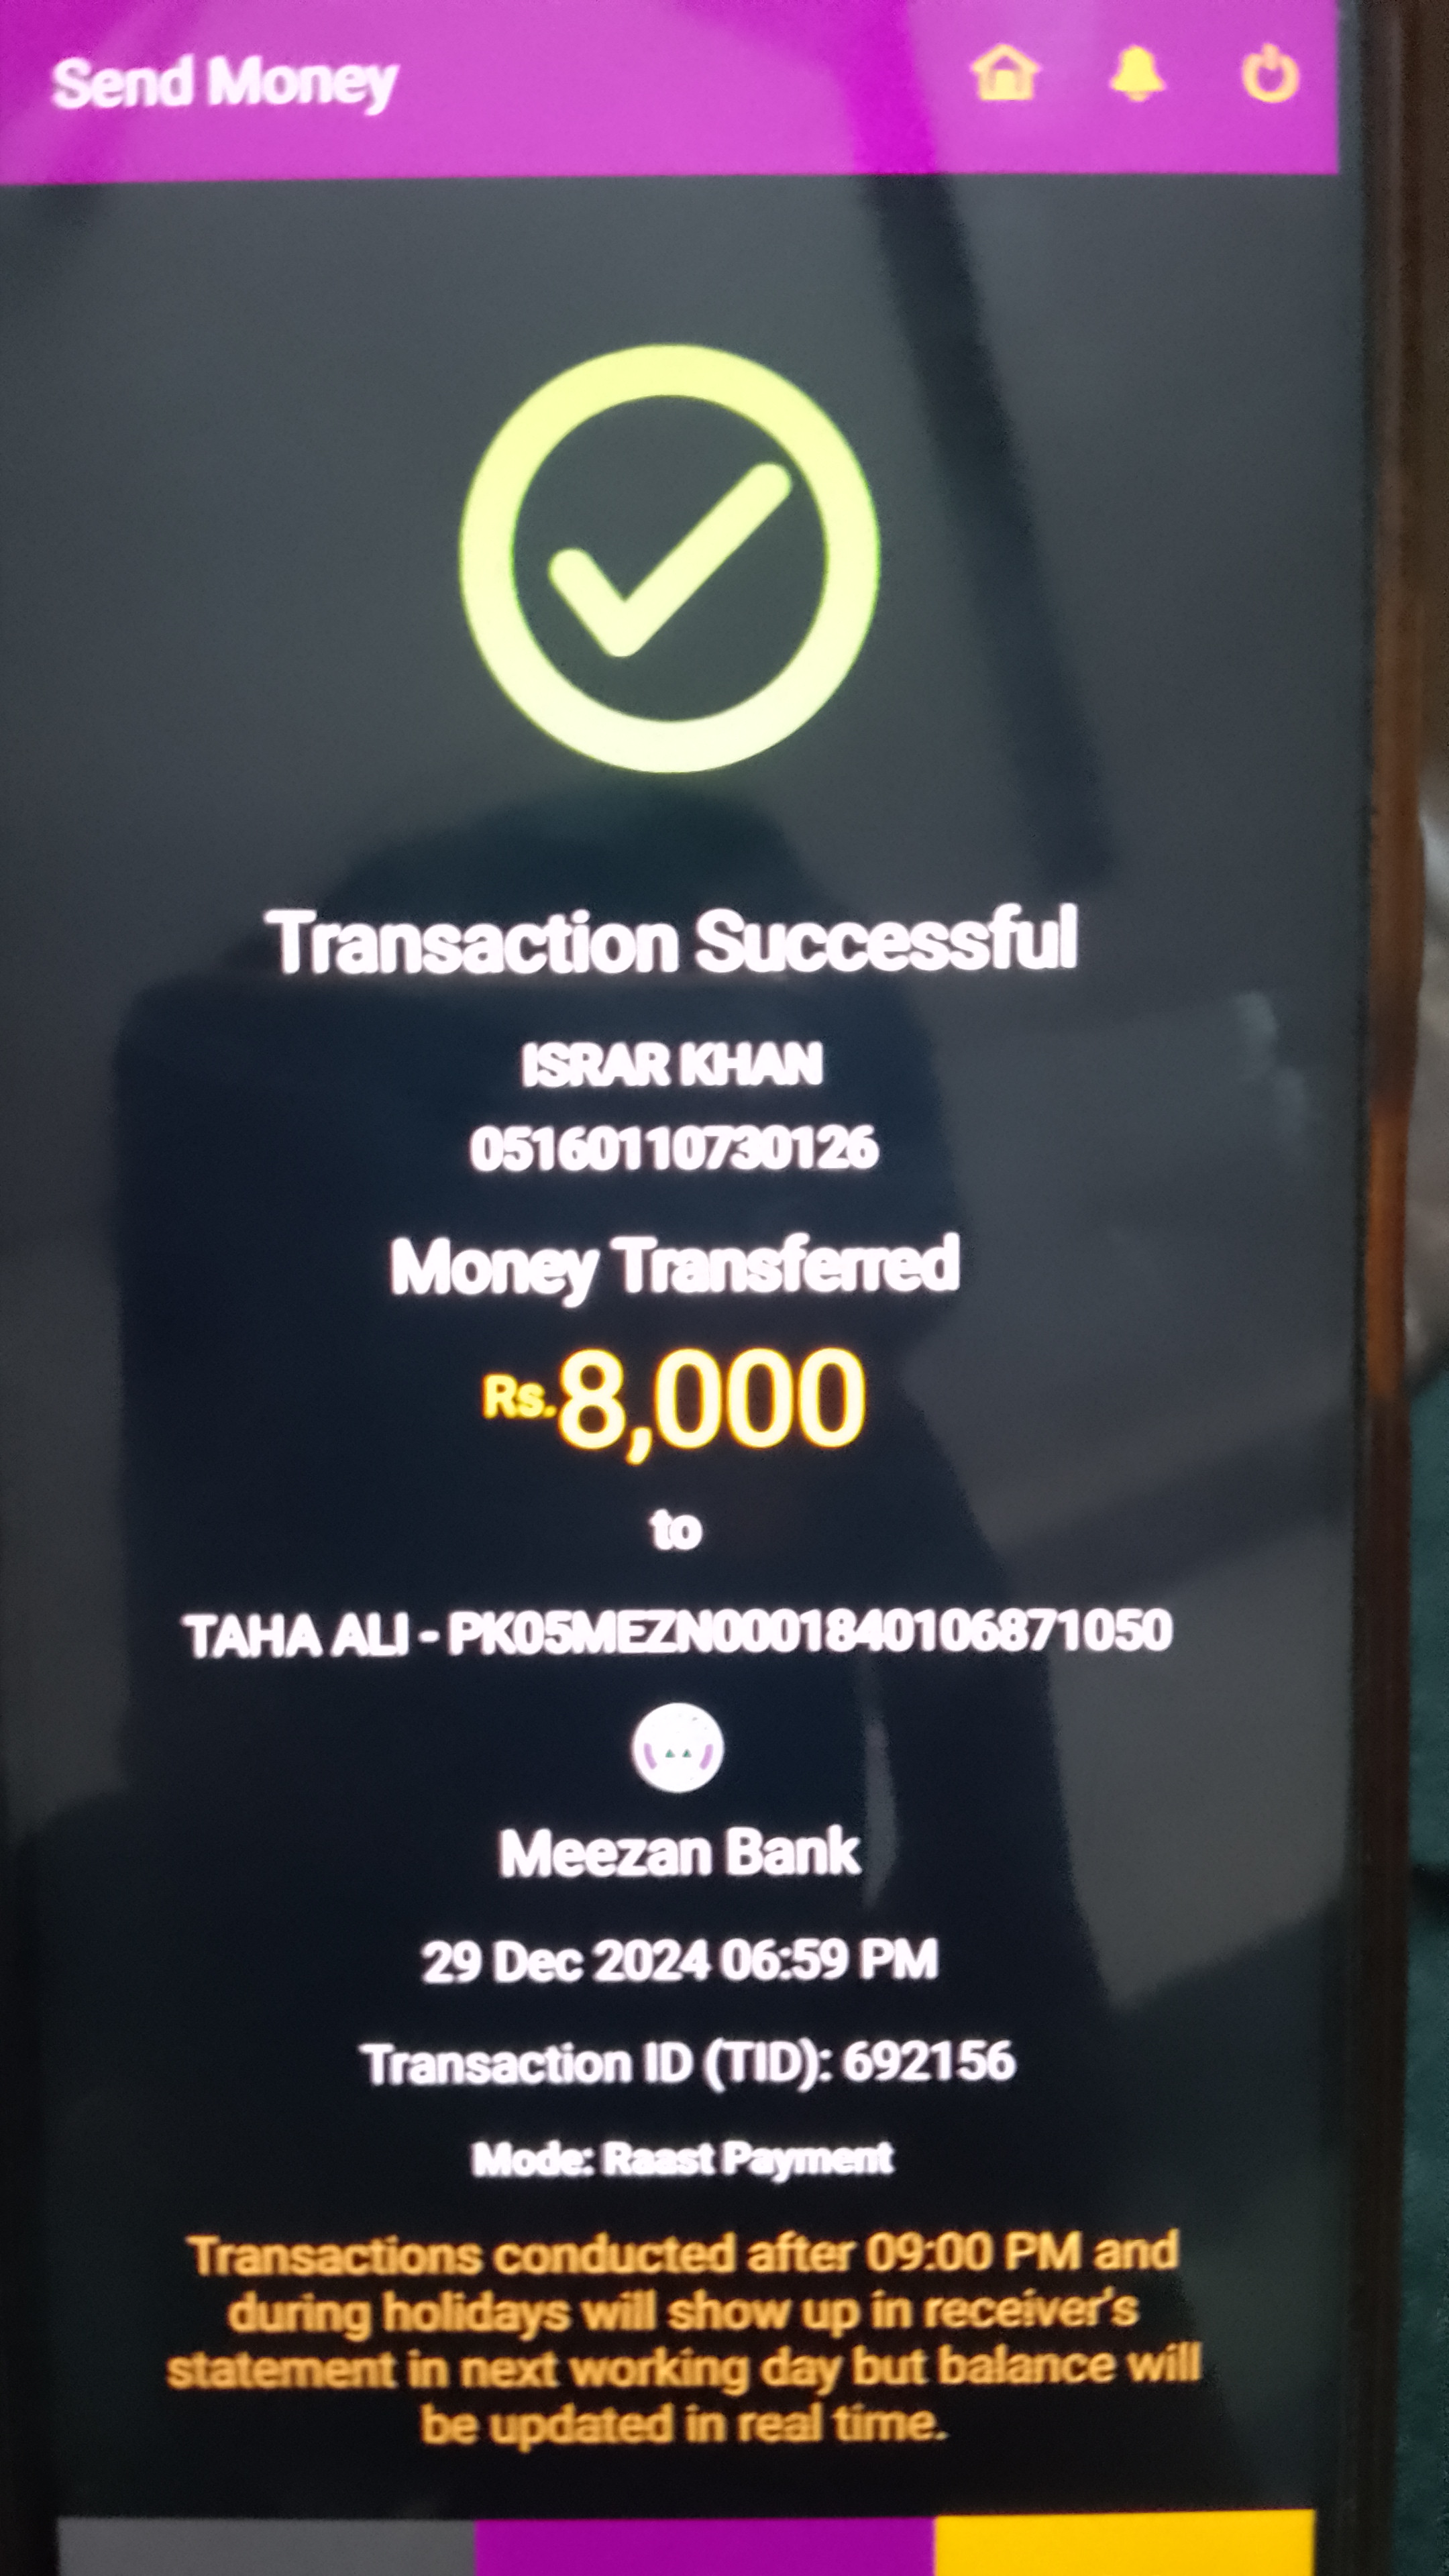 Send Money
Transaction Successful
ISRAR KHAN
05160110730126
Money Transferred
Rs.8,000
to
TAHA ALI - PK05MEZN0001840106871050
Meezan Bank
29 Dec 2024 06:59 PM
Transaction ID (TID): 692156
Mode: Raast Payment
Transactions conducted after 09:00 PM and
during holidays will show up in receiver's
statement in next working day but balance will
be updated in real time.